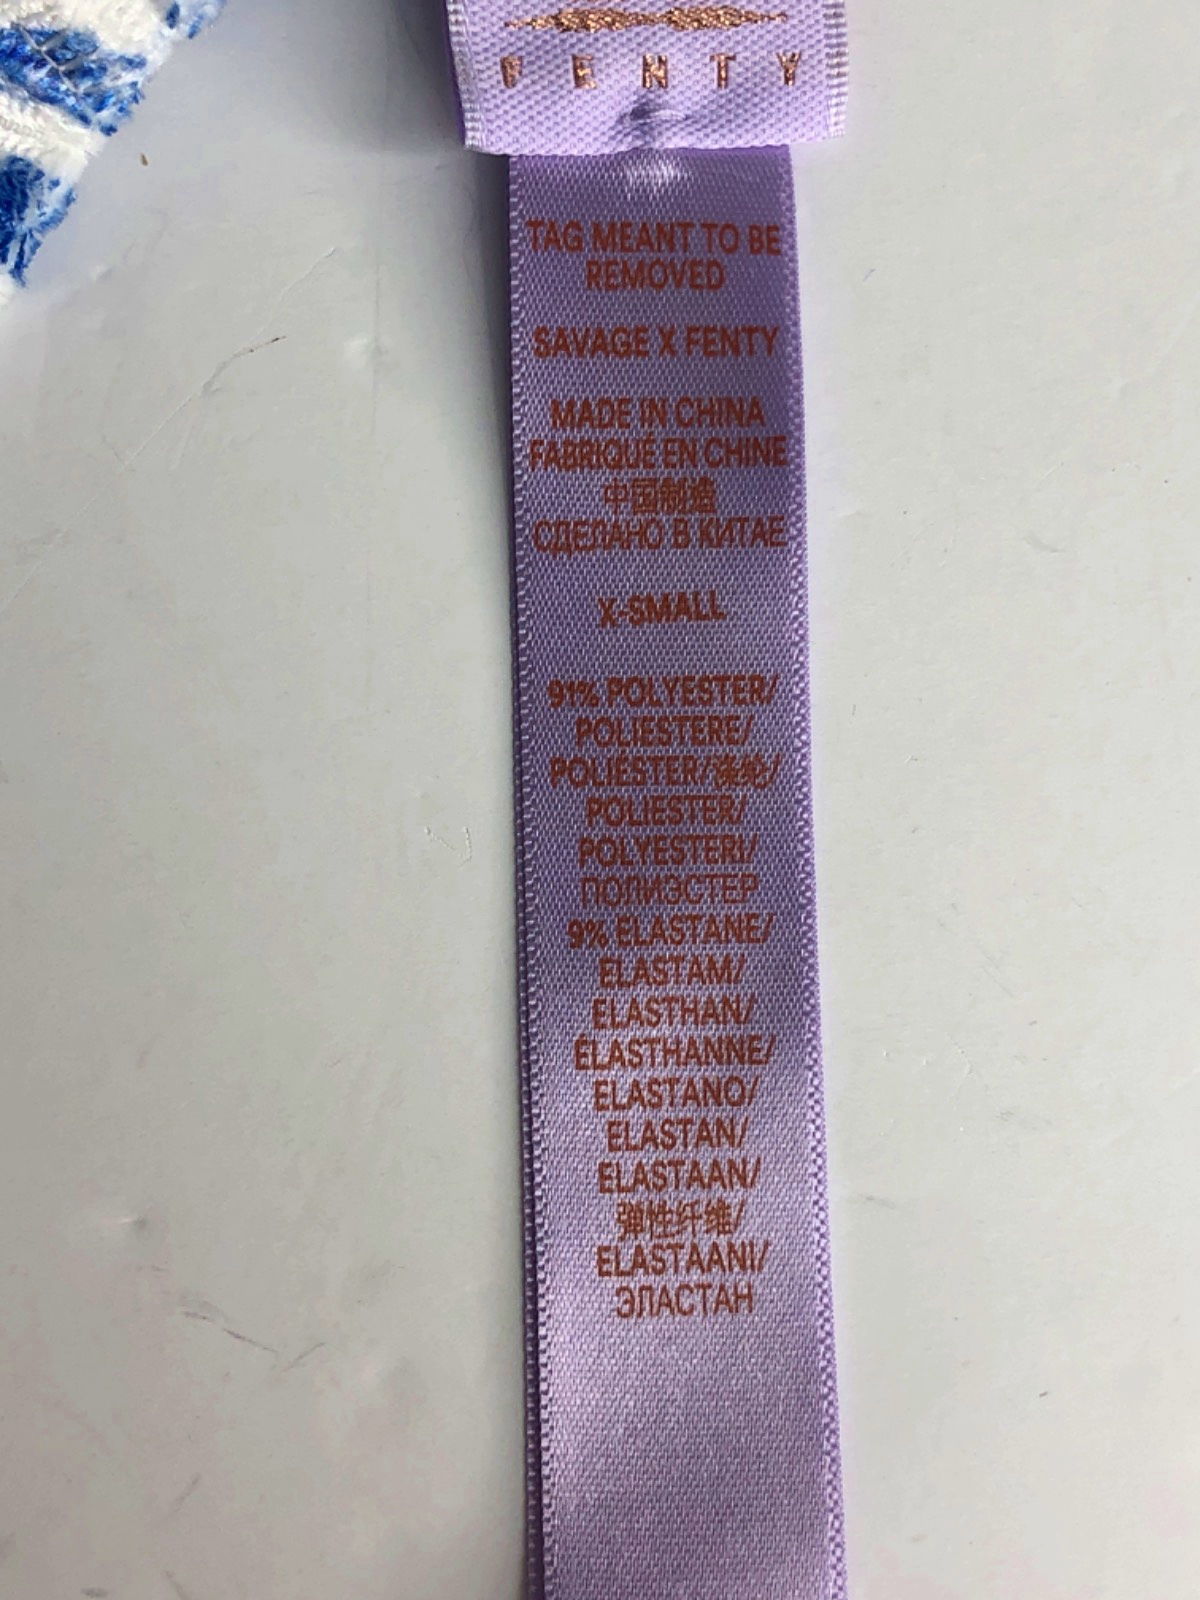 FENTY
TAG MEANT TO BE
REMOVED
SAVAGE X FENTY
MADE IN CHINA
FABRIQUÉ EN CHINE
中国制造
СДЕЛАНО В КИТАЕ
X-SMALL
91% POLYESTER/
POLIESTERE/
POLIÉSTER/涤纶/
POLIESTER/
POLYESTERI/
ПОЛИЭСТЕР
9% ELASTANE/
ELASTAM/
ELASTHAN/
ÉLASTHANNE/
ELASTANO/
ELASTAN/
ELASTAAN/
弹性纤维/
ELASTAANI/
ЭЛАСТАН